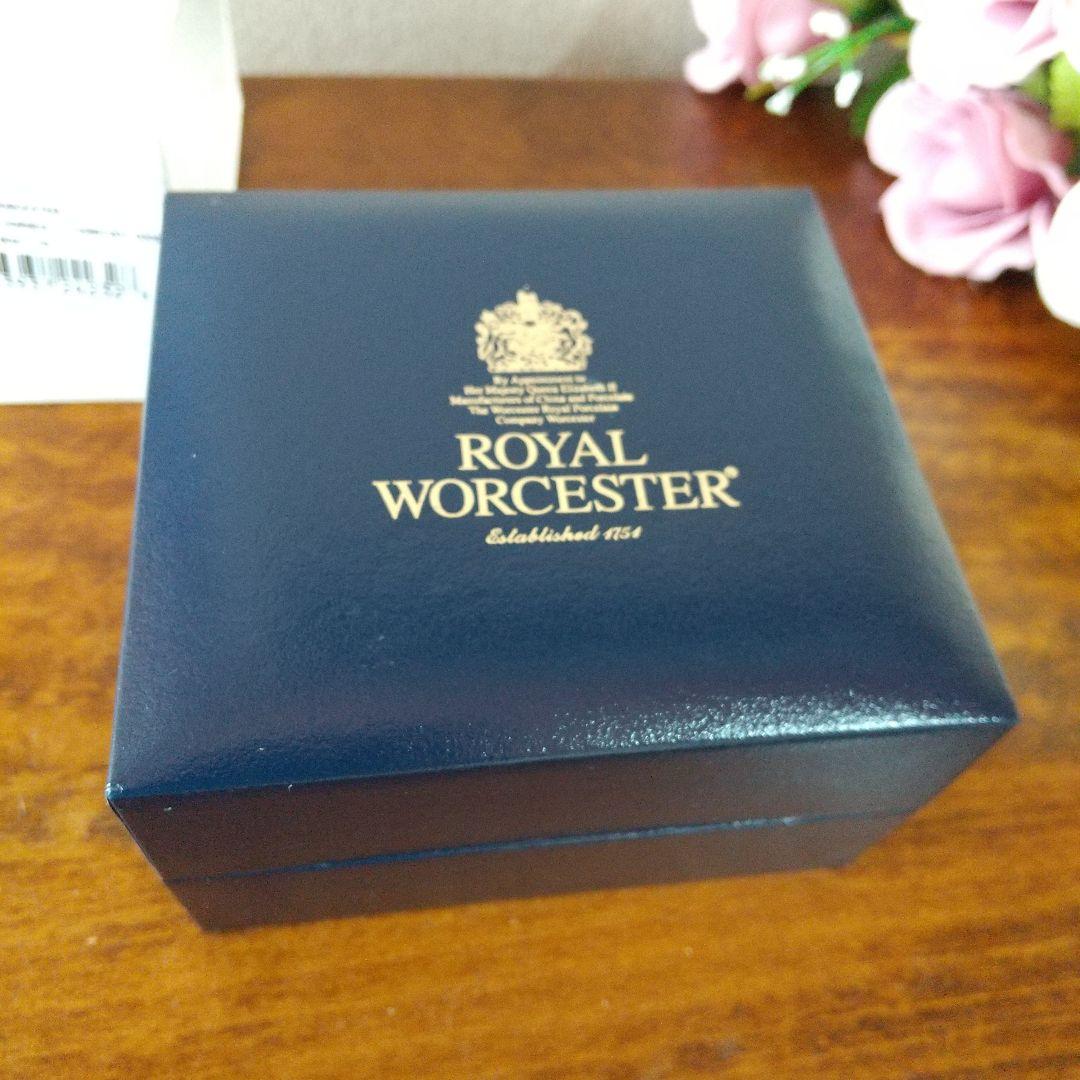 By Appointment to
Her Majesty Queen Elizabeth II
Manufacturers of China and Porcelain
The Worcester Royal Porcelain
Company Worcester
ROYAL
WORCESTER®
Established 1751